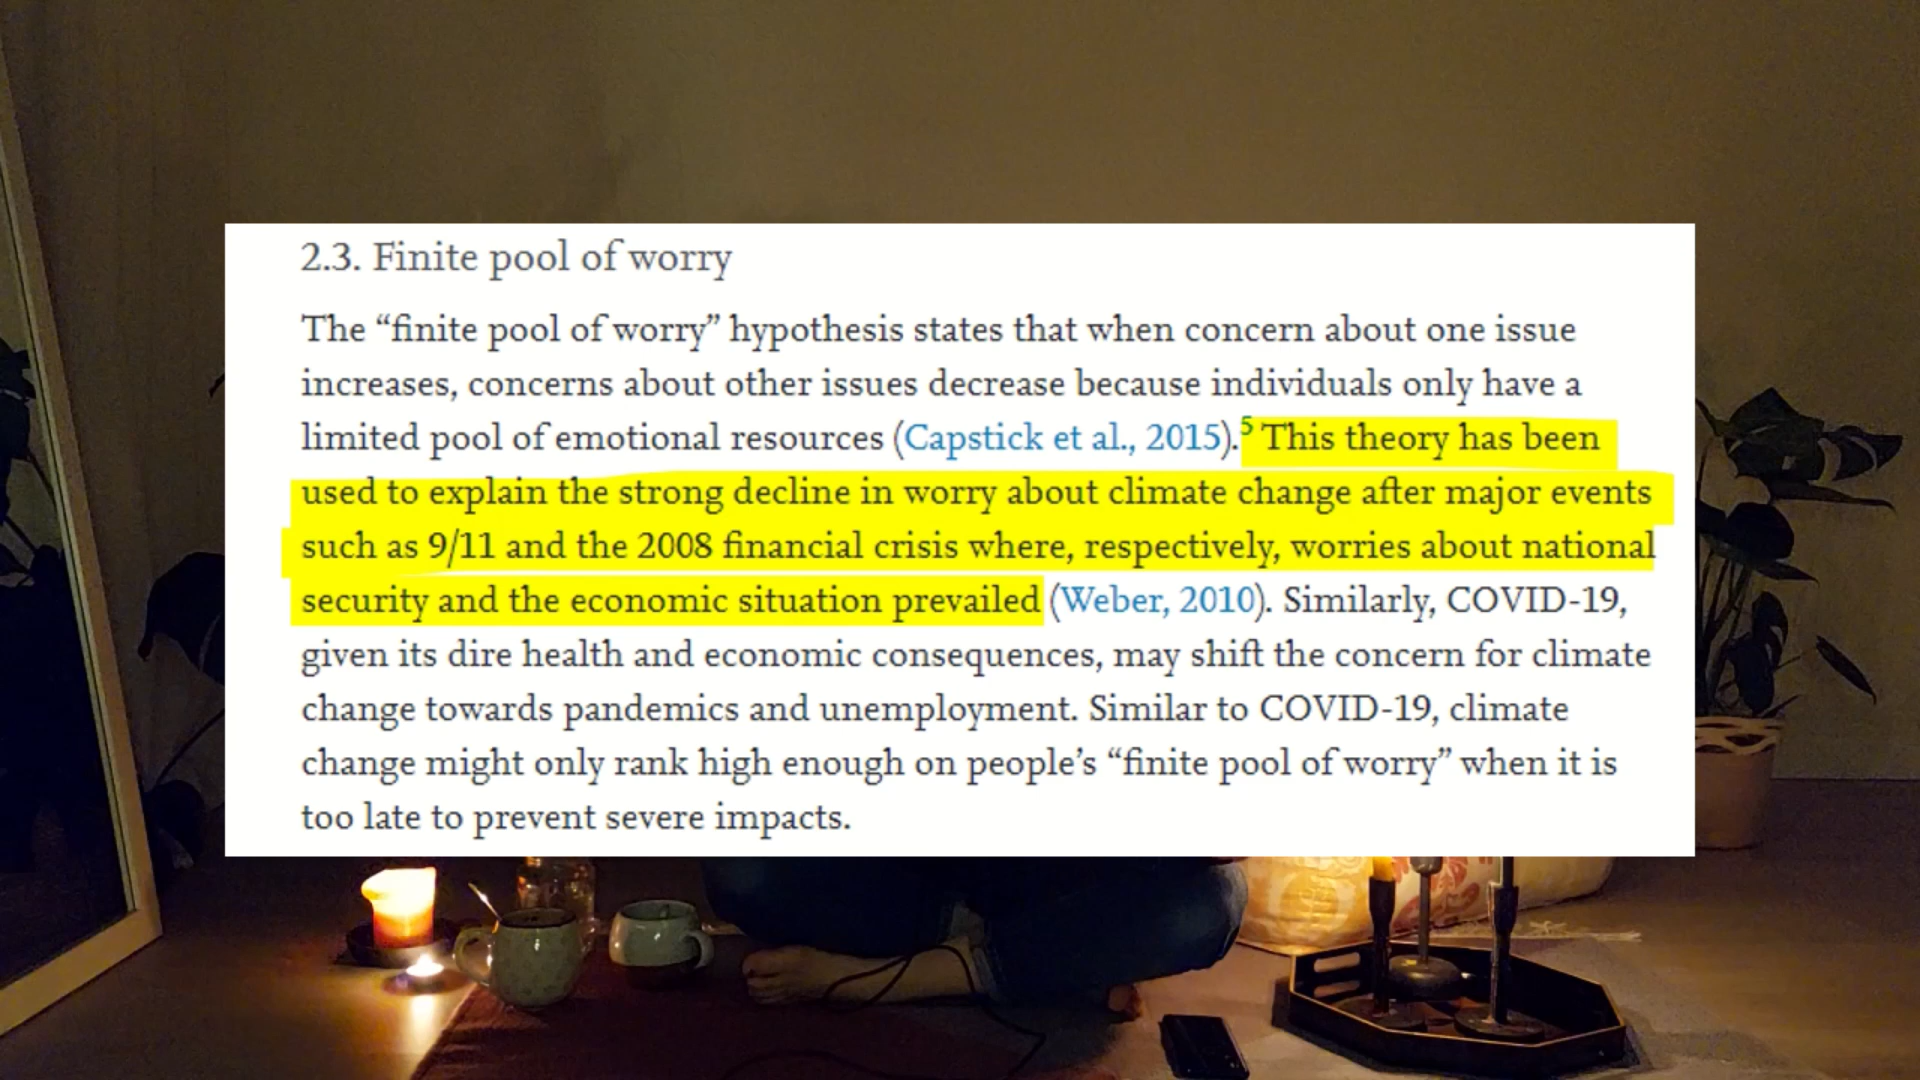 2.3. Finite pool of worry
The “finite pool of worry” hypothesis states that when concern about one issue
increases, concerns about other issues decrease because individuals only have a
limited pool of emotional resources (Capstick et al., 2015).5 This theory has been
used to explain the strong decline in worry about climate change after major events
such as 9/11 and the 2008 financial crisis where, respectively, worries about national
security and the economic situation prevailed (Weber, 2010). Similarly, COVID-19,
given its dire health and economic consequences, may shift the concern for climate
change towards pandemics and unemployment. Similar to COVID-19, climate
change might only rank high enough on people’s “finite pool of worry” when it is
too late to prevent severe impacts.